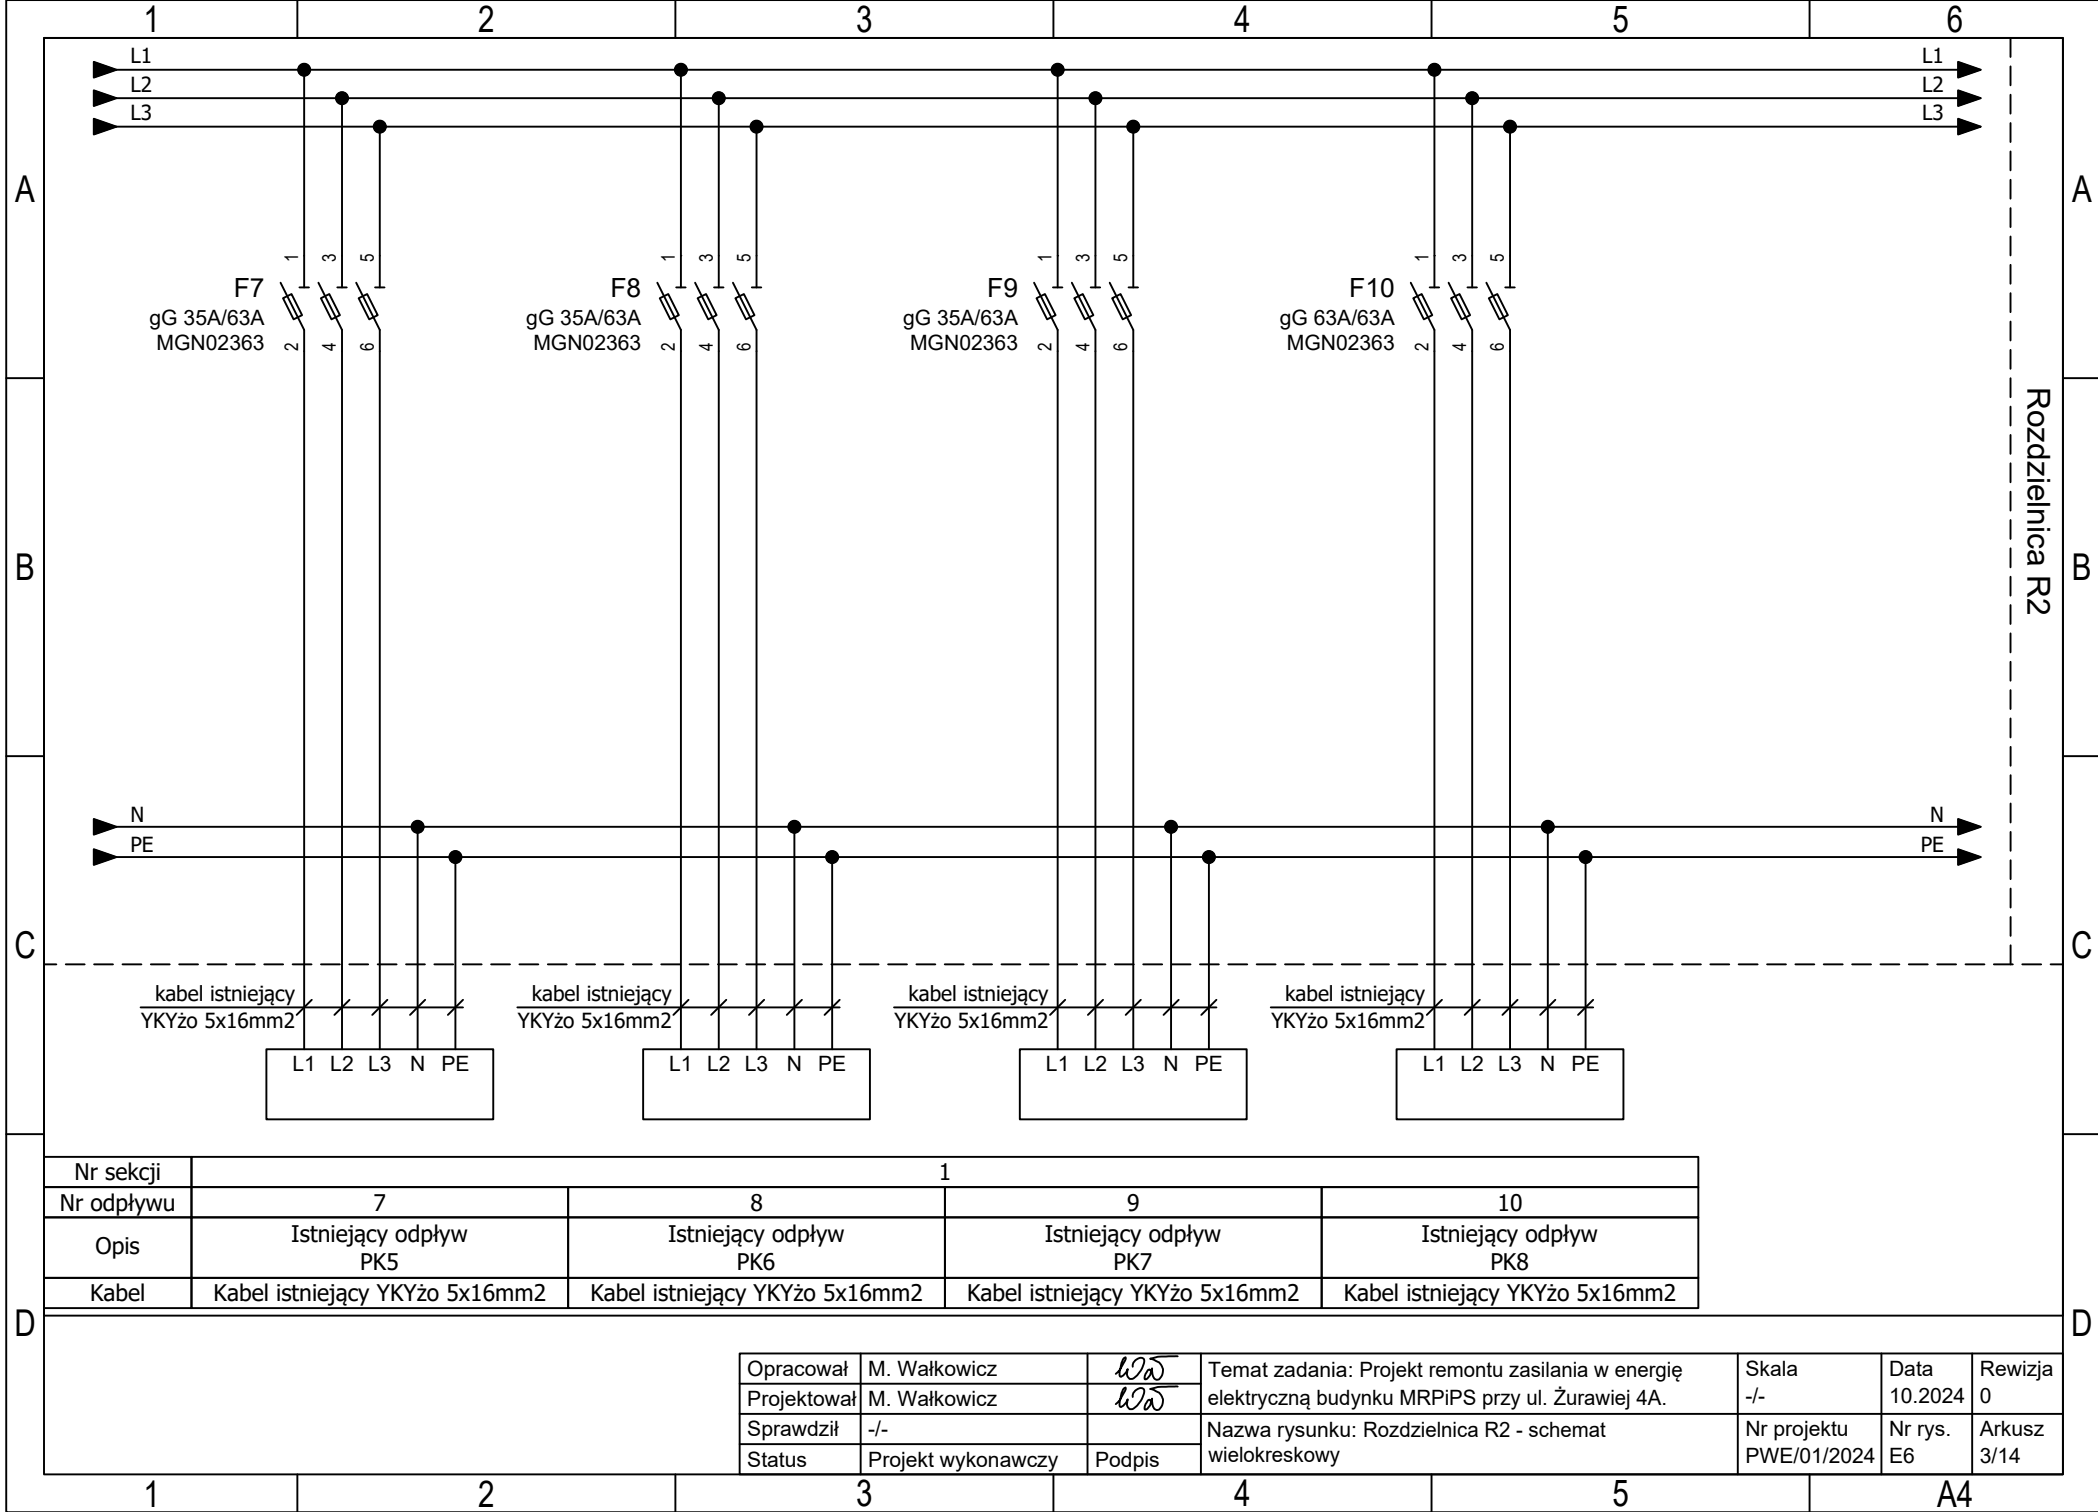 1 2 3 4 5 6
L1 L1
L2 L2
L3 L3
A A
1 3 5 1 3 5 1 3 5 1 3 5
F7 F8 F9 F10
gG 35A/63A gG 35A/63A gG 35A/63A gG 63A/63A
MGN02363 MGN02363 MGN02363 MGN02363
2 4 6 2 4 6 2 4 6 2 4 6
Rozdzielnica R2
B B
N N
PE PE
C C
kabel istniejący kabel istniejący kabel istniejący kabel istniejący
YKYżo 5x16mm2 YKYżo 5x16mm2 YKYżo 5x16mm2 YKYżo 5x16mm2
L1 L2 L3 N PE L1 L2 L3 N PE L1 L2 L3 N PE L1 L2 L3 N PE
Nr sekcji 1
Nr odpływu 7 8 9 10
Opis Istniejący odpływ PK5 Istniejący odpływ PK6 Istniejący odpływ PK7 Istniejący odpływ PK8
Kabel Kabel istniejący YKYżo 5x16mm2 Kabel istniejący YKYżo 5x16mm2 Kabel istniejący YKYżo 5x16mm2 Kabel istniejący YKYżo 5x16mm2
D D
Opracował M. Wałkowicz
Projektował M. Wałkowicz
Sprawdził -/-
Status Projekt wykonawczy Podpis
Temat zadania: Projekt remontu zasilania w energię
elektryczną budynku MRPiPS przy ul. Żurawiej 4A.
Nazwa rysunku: Rozdzielnica R2 - schemat
wielokreskowy
Skala Data Rewizja
-/- 10.2024 0
Nr projektu Nr rys. Arkusz
PWE/01/2024 E6 3/14
1 2 3 4 5 A4